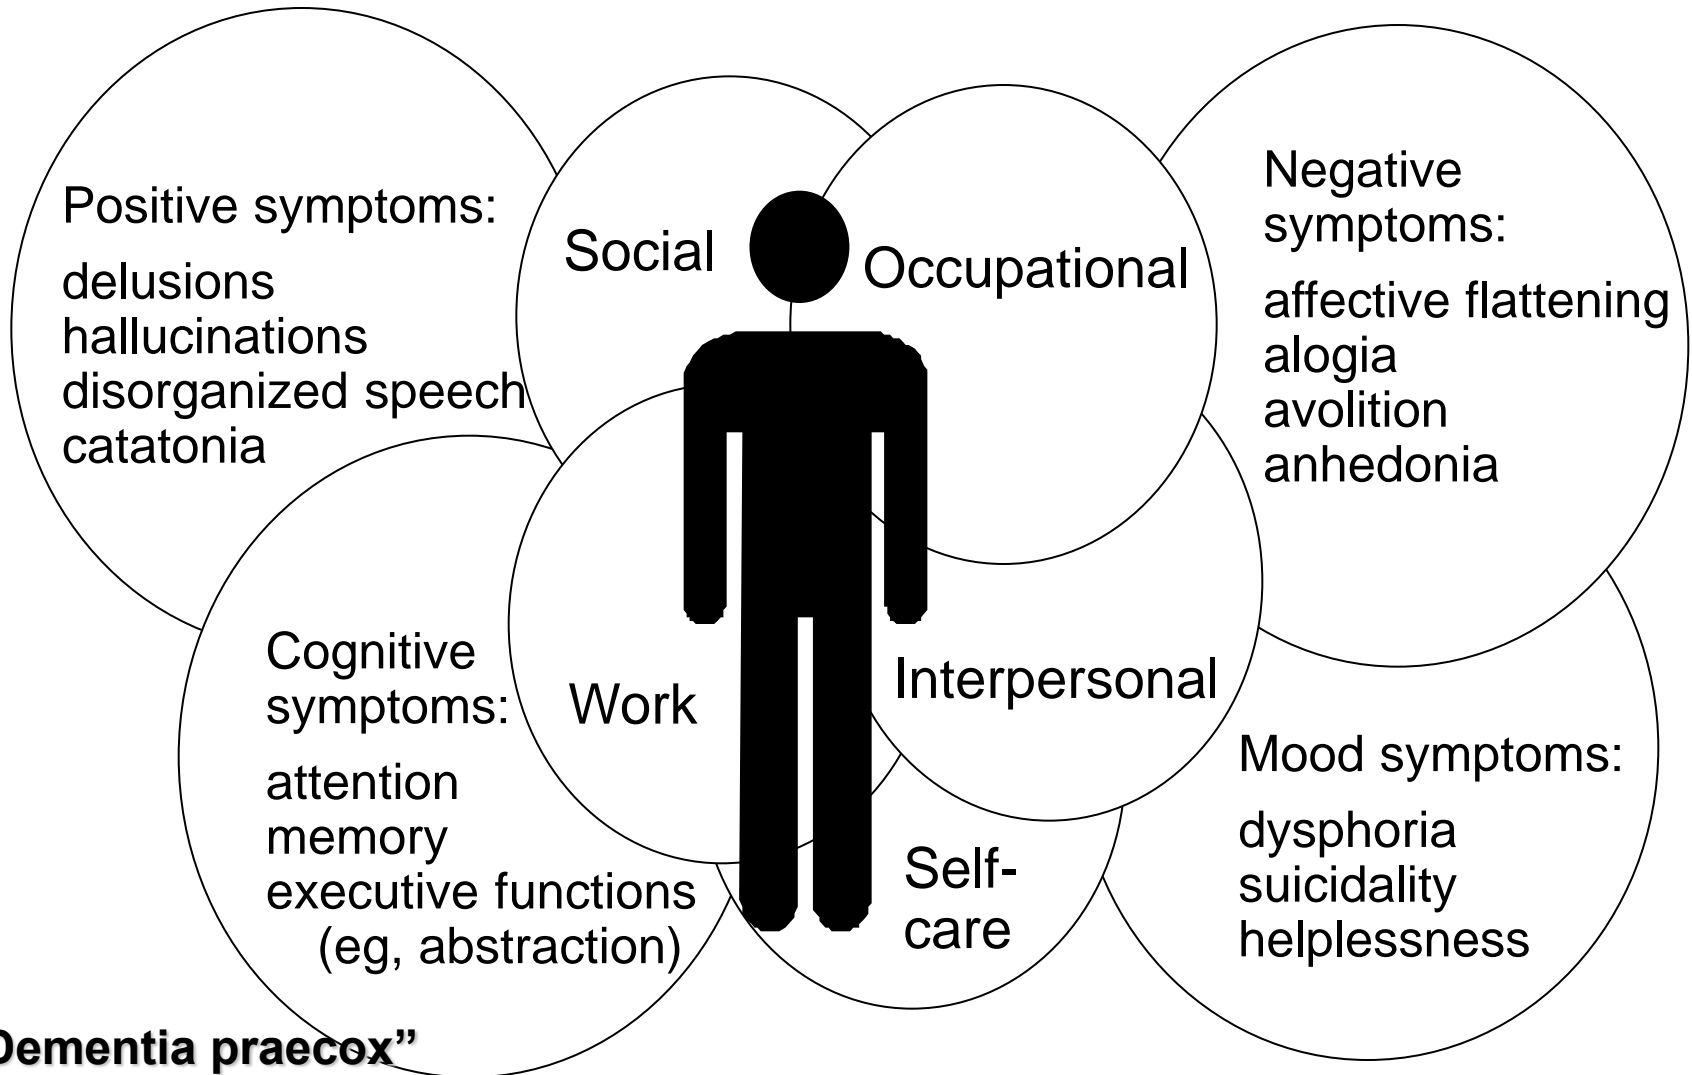 Positive symptoms:
delusions
hallucinations
disorganized speech
catatonia
Social
Occupational
Negative
symptoms:
affective flattening
alogia
avolition
anhedonia
Cognitive
symptoms:
attention
memory
executive functions
(eg, abstraction)
Work
Interpersonal
Self-
care
Mood symptoms:
dysphoria
suicidality
helplessness
Dementia praecox”